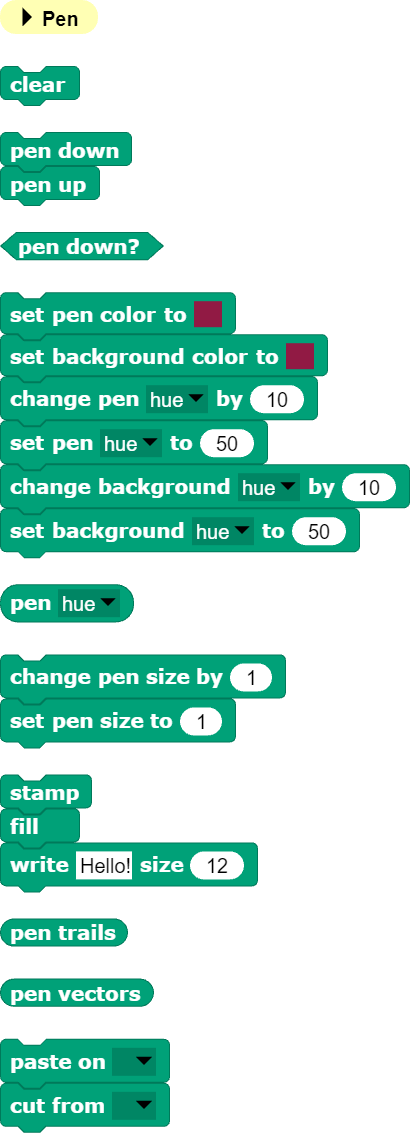 Pen
clear
pen down
pen up
pen down?
set pen color to
set background color to
change pen hue by 10
set pen hue to 50
change background hue by 10
set background hue to 50
pen hue
change pen size by 1
set pen size to 1
stamp
fill
write Hello! size 12
pen trails
pen vectors
paste on
cut from